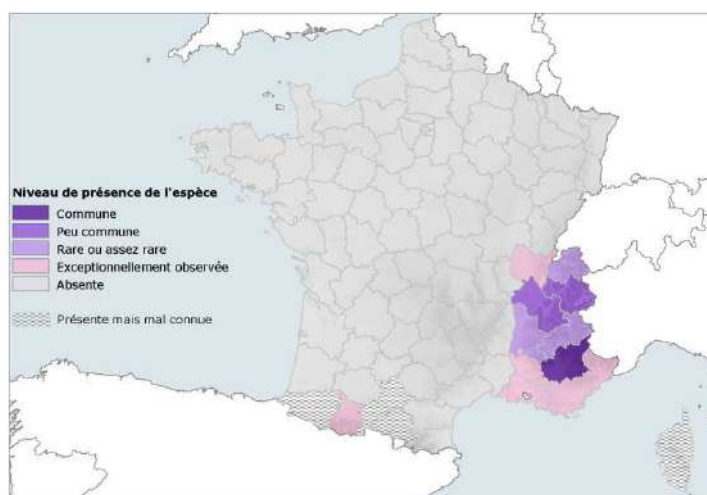 Niveau de présence de l'espèce
Commune
Peu commune
Rare ou assez rare
Exceptionnellement observée
Absente
Présente mais mal connue